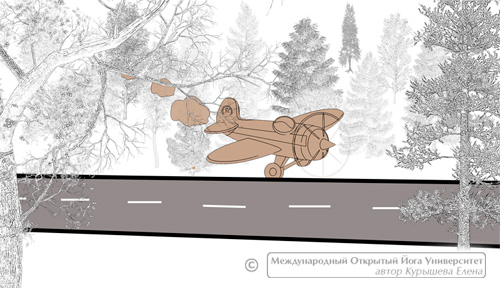 © Международный Открытый Йога Университет
автор Курышева Елена